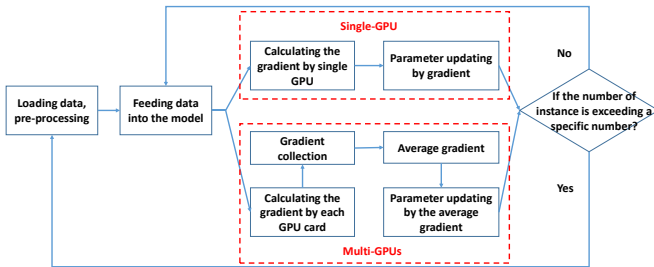 Single-GPU
Calculating the
gradient by single
GPU
Parameter updating
by gradient
No
Loading data,
pre-processing
Feeding data
into the model
If the number of
instance is exceeding a
specific number?
Gradient
collection
Average gradient
Calculating the
gradient by each
GPU card
Parameter updating
by the average
gradient
Yes
Multi-GPUs